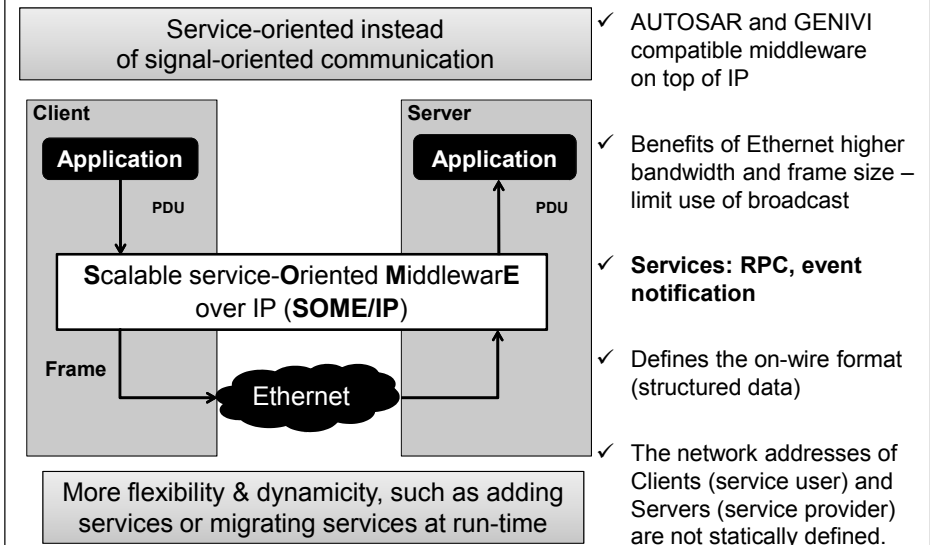 Service-oriented instead
of signal-oriented communication
Client
Application
PDU
Server
Application
PDU
Scalable service-Oriented MiddlewarE
over IP (SOME/IP)
Frame
Ethernet
More flexibility & dynamicity, such as adding
services or migrating services at run-time
✓ AUTOSAR and GENIVI
compatible middleware
on top of IP
✓ Benefits of Ethernet higher
bandwidth and frame size –
limit use of broadcast
✓ Services: RPC, event
notification
✓ Defines the on-wire format
(structured data)
✓ The network addresses of
Clients (service user) and
Servers (service provider)
are not statically defined.